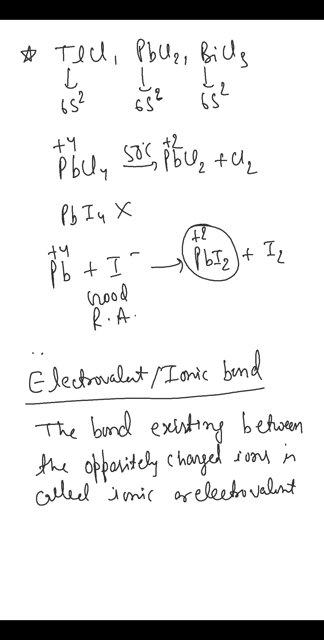 ☆ TlCl, PbCl2, BiCl3
↓ ↓ ↓
6S² 6S² 6S²
+4 +2
PbCl4 50°C → PbCl2 + Cl2
PbI4 X
+4 +2
Pb + I⁻ → PbI2 + I2
Good
R.A.
..
Electrovalent/Ionic bond
The bond existing between
the oppositely charged ions is
called ionic or electrovalent